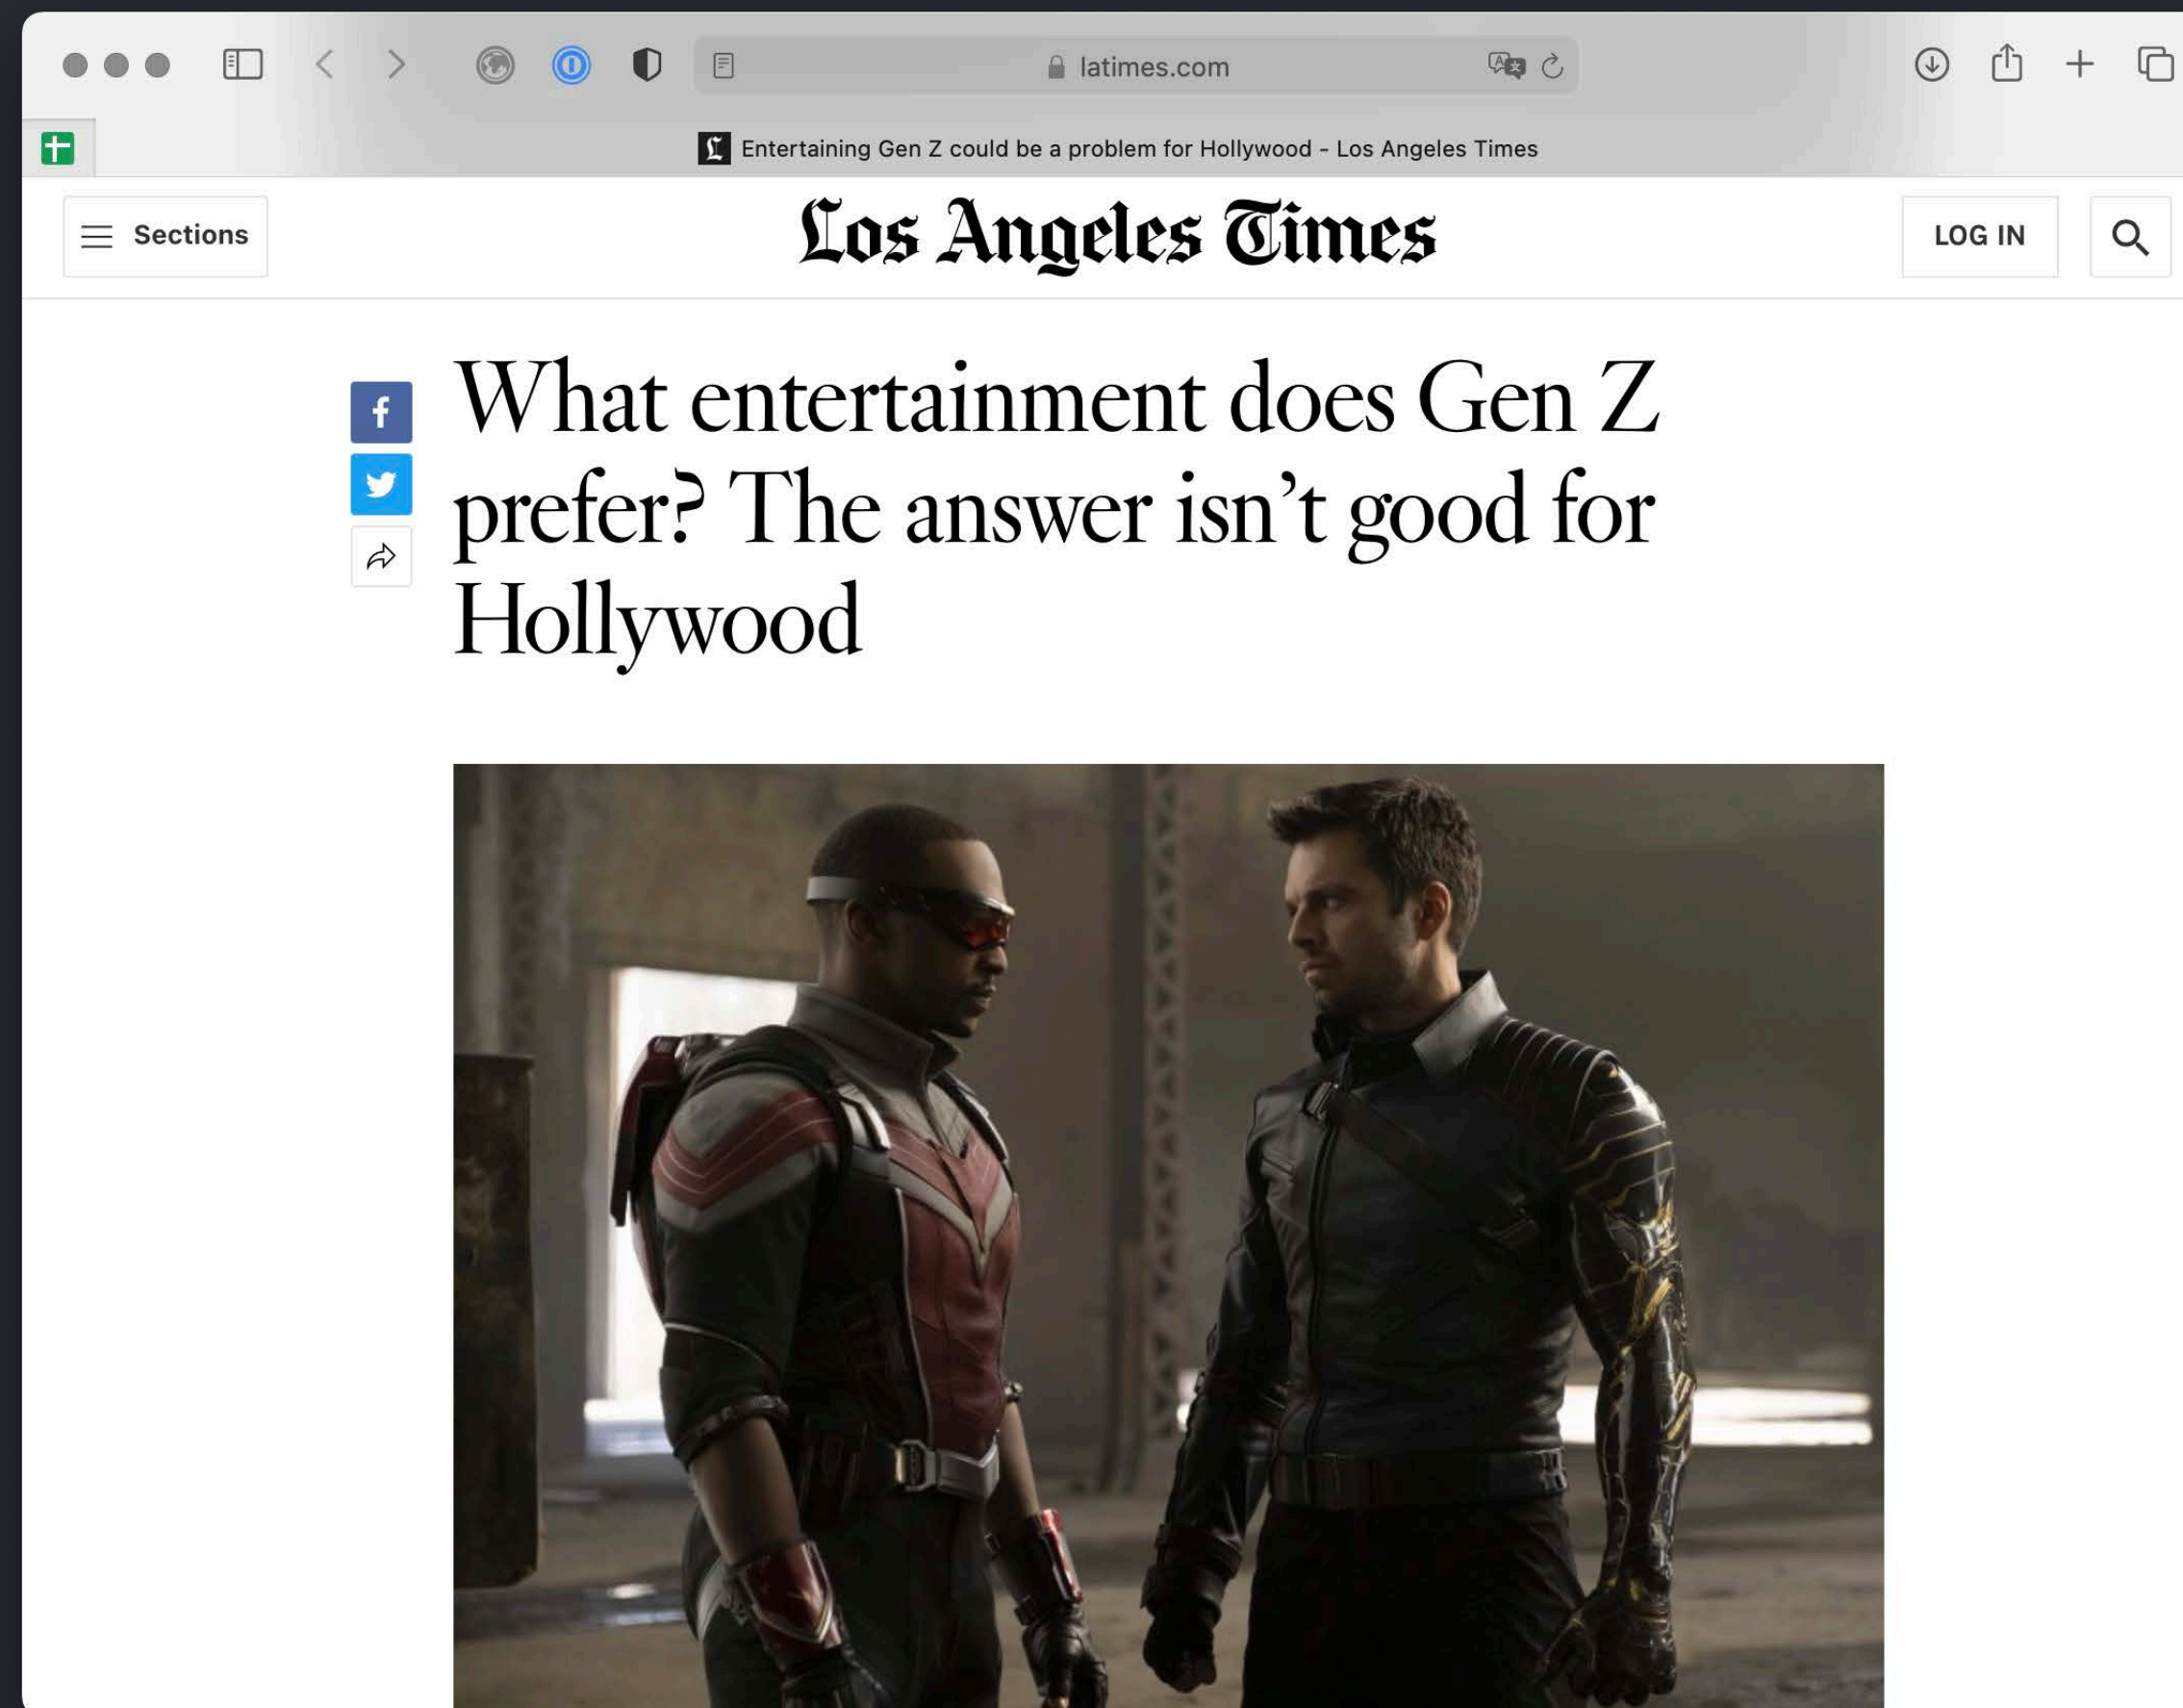 latimes.com
Entertaining Gen Z could be a problem for Hollywood - Los Angeles Times
Sections
Los Angeles Times
LOG IN
What entertainment does Gen Z
prefer? The answer isn’t good for
Hollywood